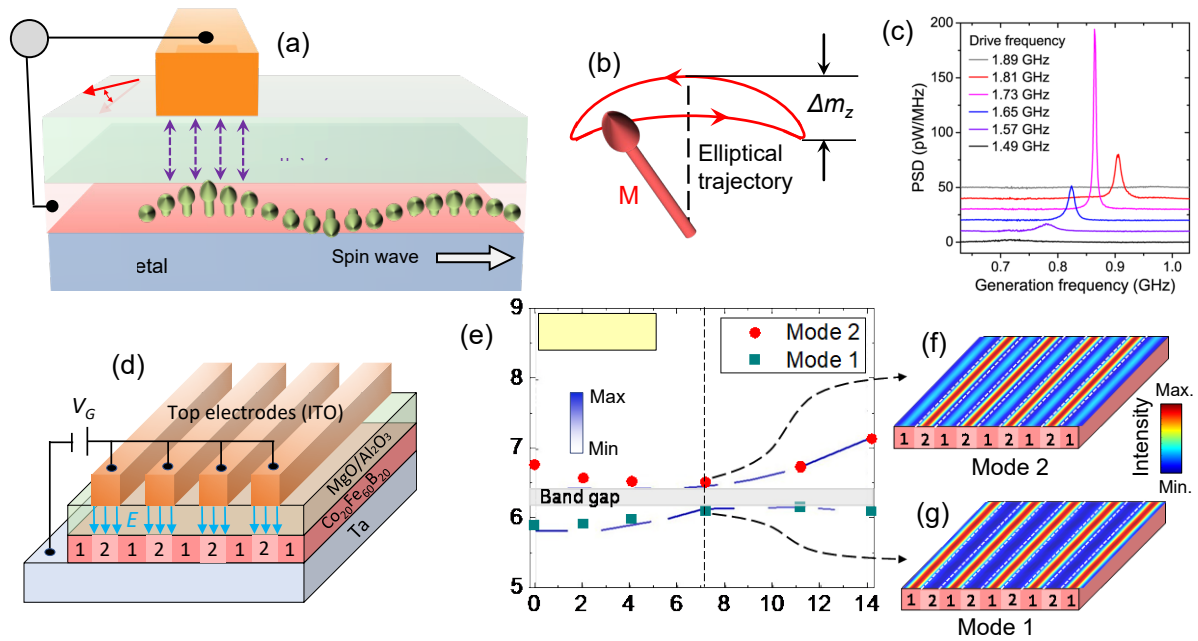 (a)
etal
Spin wave
(b)
Δm_z
Elliptical
trajectory
M
(c)
200
150
100
50
0
PSD (pW/MHz)
Drive frequency
1.89 GHz
1.81 GHz
1.73 GHz
1.65 GHz
1.57 GHz
1.49 GHz
0.7
0.8
0.9
1.0
Generation frequency (GHz)
(d)
V_G
Top electrodes (ITO)
MgO/Al₂O₃
Co₂₀Fe₆₀B₂₀
Ta
E
1 2 1 2 1 2 1 2 1
(e)
9
8
7
6
5
Mode 2
Mode 1
Max
Min
Band gap
0 2 4 6 8 10 12 14
(f)
1 2 1 2 1 2 1 2 1
Mode 2
Max.
Intensity
Min.
(g)
1 2 1 2 1 2 1 2 1
Mode 1